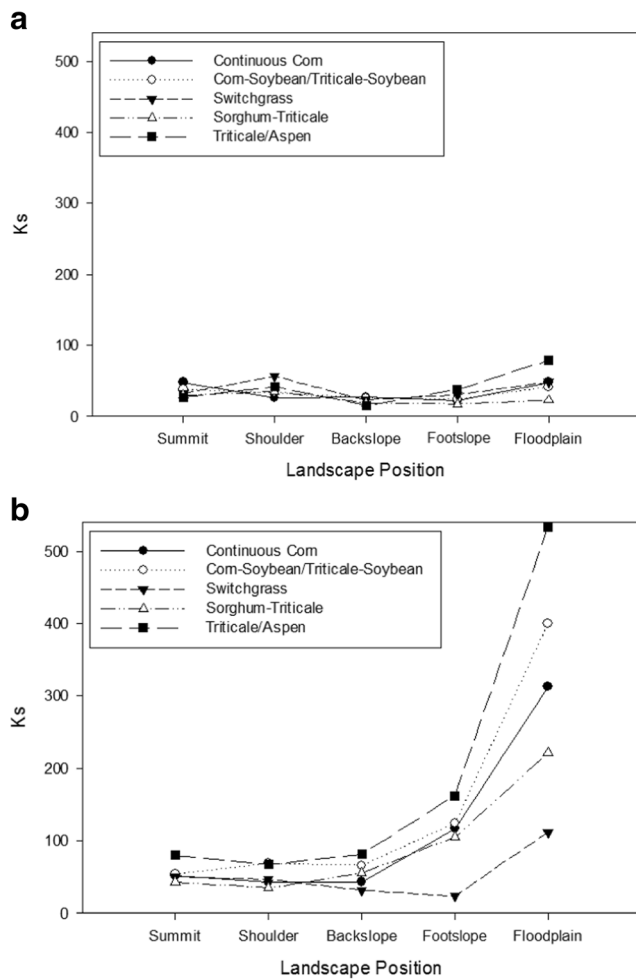 a
500
400
300
200
100
0
Ks
Continuous Corn
Corn-Soybean/Triticale-Soybean
Switchgrass
Sorghum-Triticale
Triticale/Aspen
Summit Shoulder Backslope Footslope Floodplain
Landscape Position
b
500
400
300
200
100
0
Ks
Continuous Corn
Corn-Soybean/Triticale-Soybean
Switchgrass
Sorghum-Triticale
Triticale/Aspen
Summit Shoulder Backslope Footslope Floodplain
Landscape Position